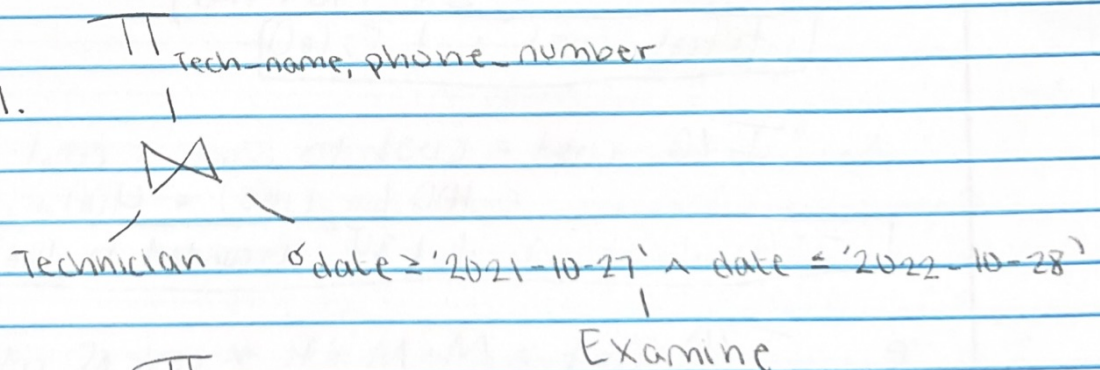 π Tech_name, phone_number
1.
⋈
Technician σ date ≥ '2021-10-27' ∧ date ≤ '2022-10-28'
Examine
π